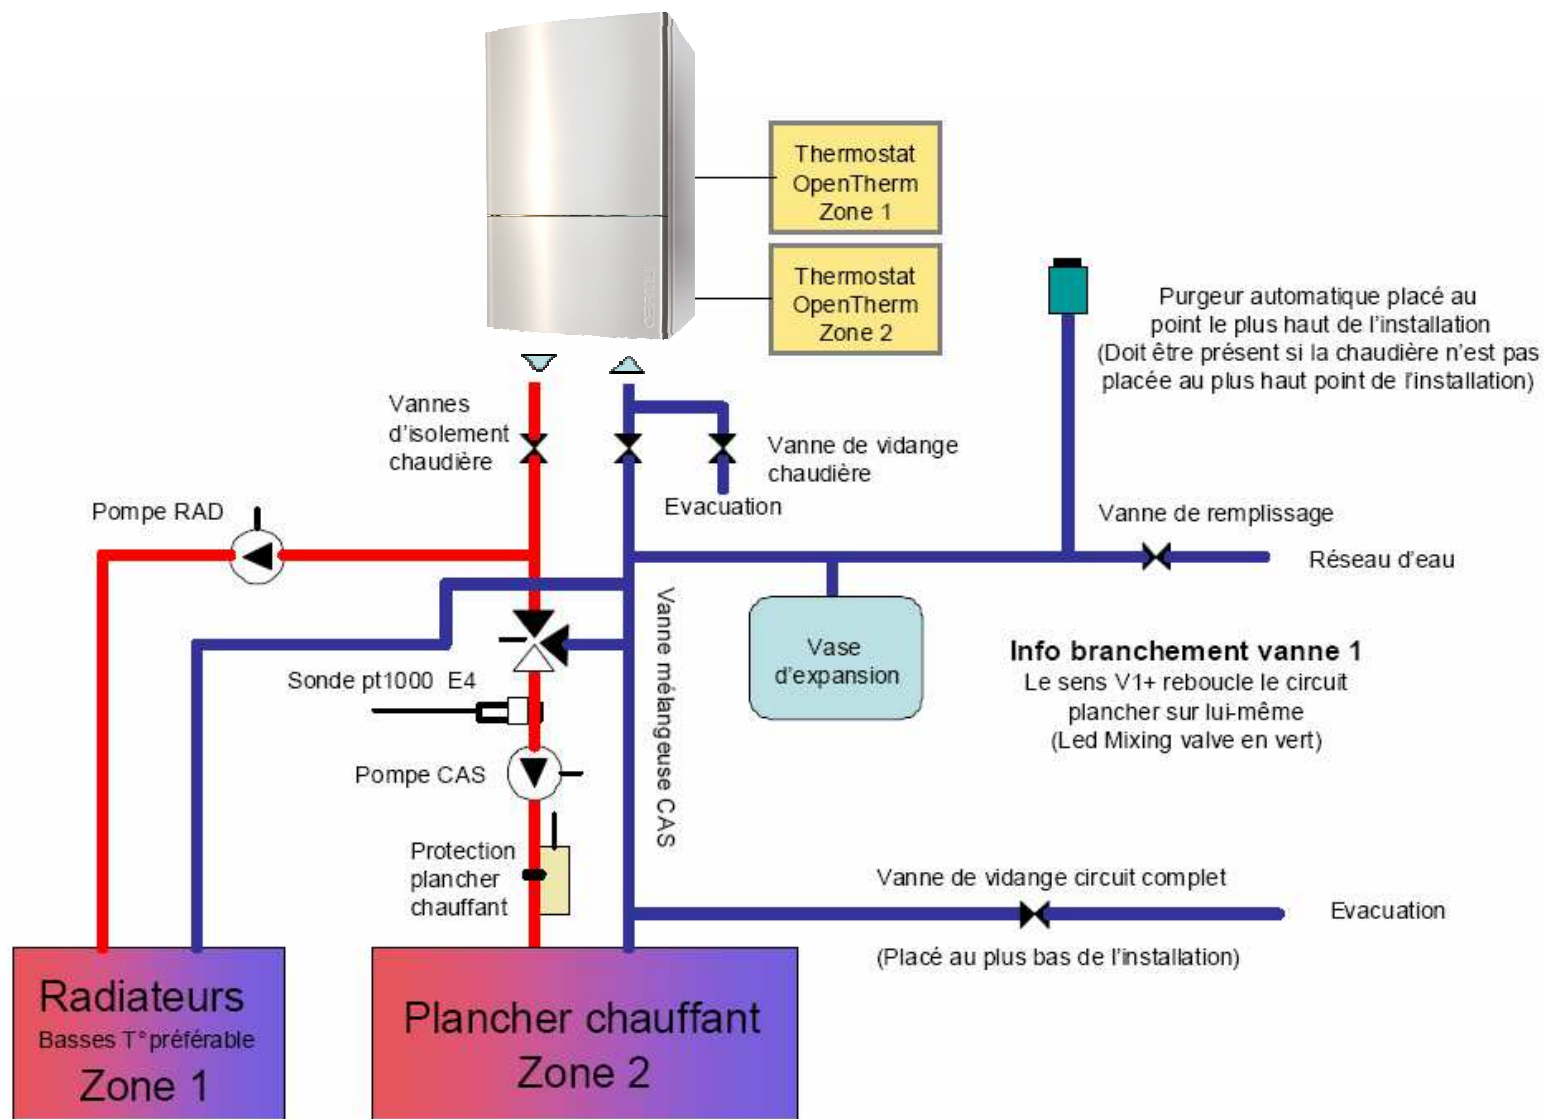 Thermostat
OpenTherm
Zone 1
Thermostat
OpenTherm
Zone 2
Purgeur automatique placé au
point le plus haut de l'installation
(Doit être présent si la chaudière n'est pas
placée au plus haut point de l'installation)
Vannes
d'isolement
chaudière
Vanne de vidange
chaudière
Evacuation
Pompe RAD
Vanne de remplissage
Réseau d'eau
Vanne mélangeuse CAS
Vase
d'expansion
Info branchement vanne 1
Le sens V1+ reboucle le circuit
plancher sur lui-même
(Led Mixing valve en vert)
Sonde pt1000 E4
Pompe CAS
Protection
plancher
chauffant
Vanne de vidange circuit complet
Evacuation
(Placé au plus bas de l'installation)
Radiateurs
Basses T° préférable
Zone 1
Plancher chauffant
Zone 2